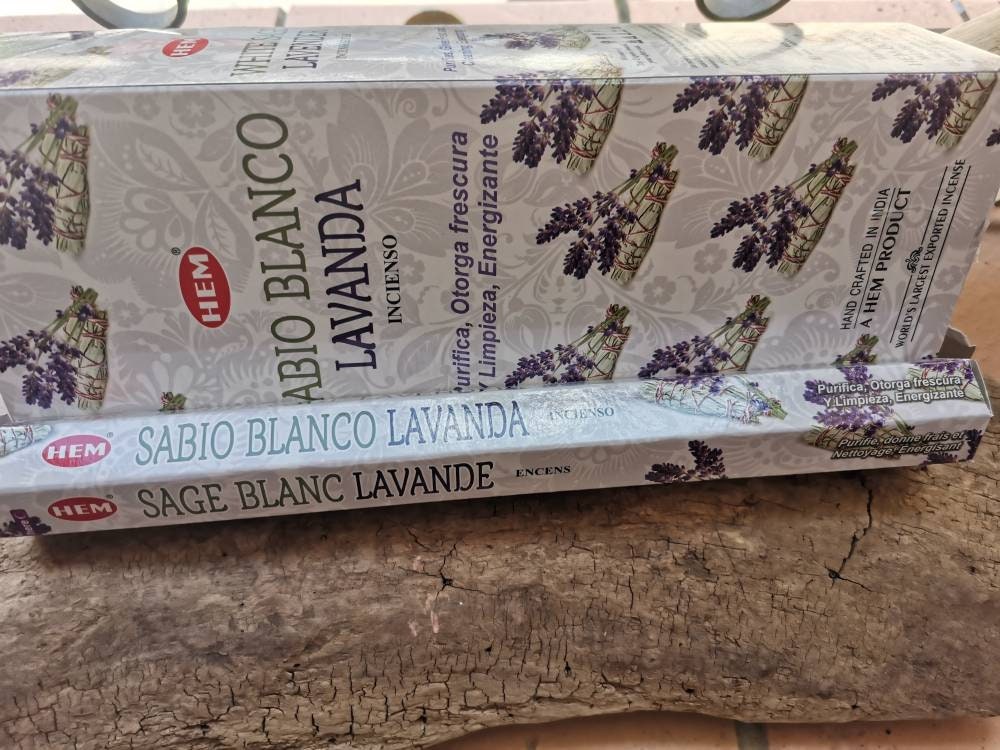 HEM
WHITE
LAVENDER
HEM
SABIO BLANCO
LAVANDA
INCIENSO
Purifica, Otorga frescura
Y Limpieza, Energizante
HAND CRAFTED IN INDIA
A HEM PRODUCT
WORLD'S LARGEST EXPORTED INCENSE
HEM
SABIO BLANCO LAVANDA INCIENSO
Purifica, Otorga frescura
Y Limpieza, Energizante
HEM
SAGE BLANC LAVANDE ENCENS
Purifie, donne frais et
Nettoyage, Energisant